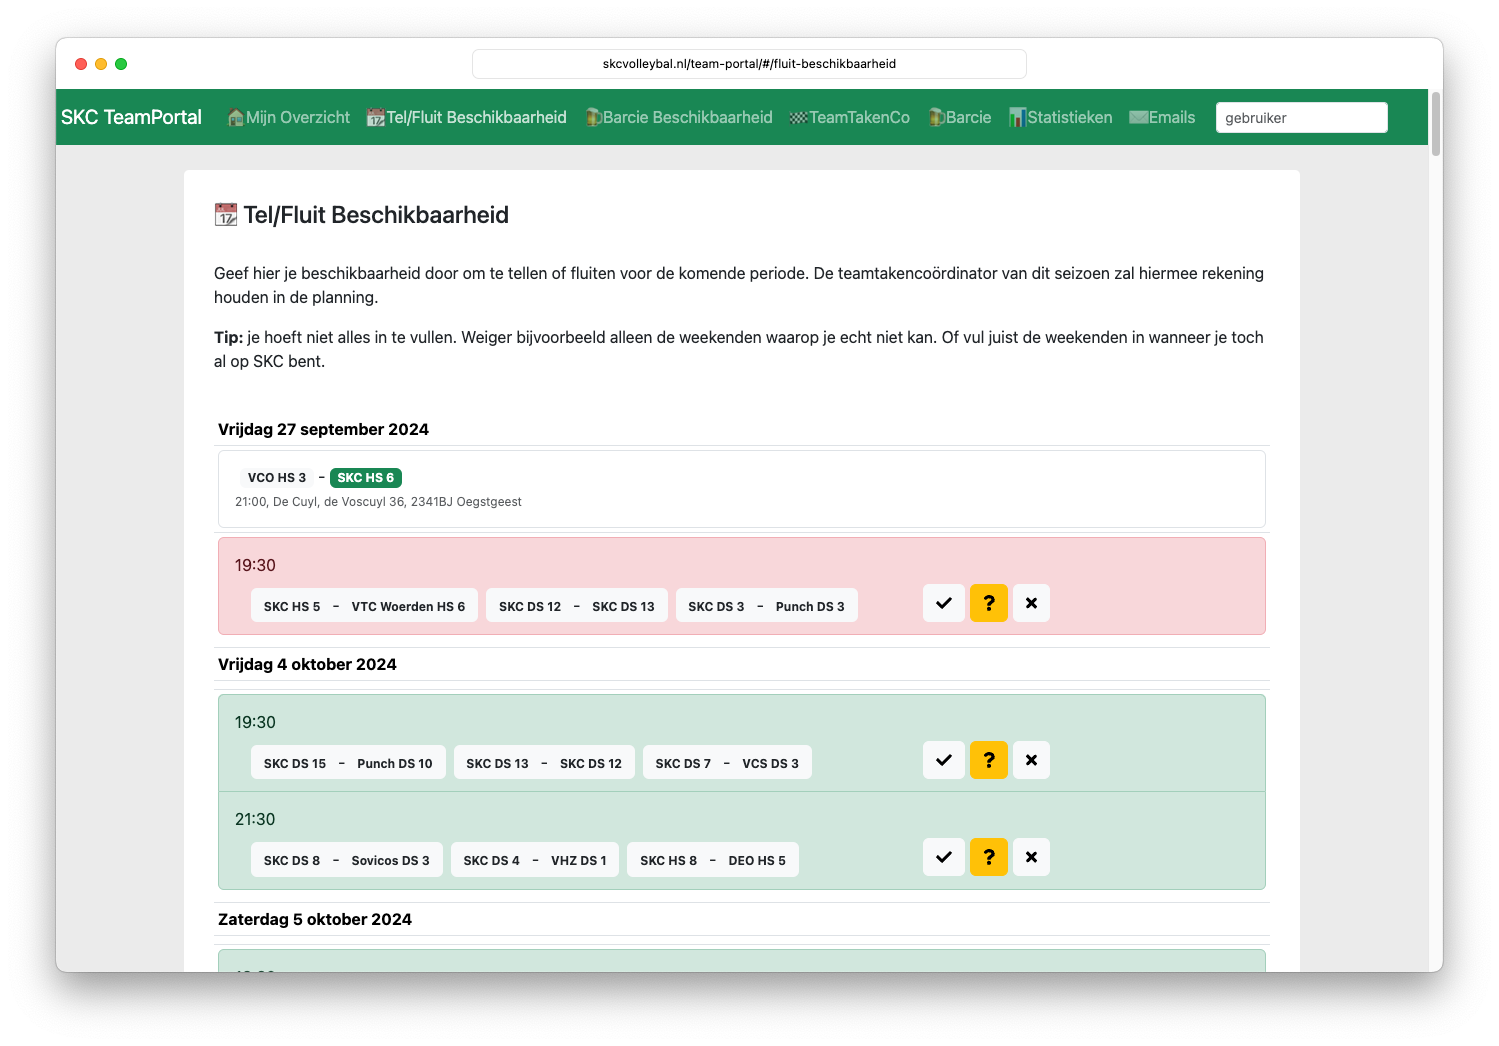 skcvolleybal.nl/team-portal/#/fluit-beschikbaarheid
SKC TeamPortal Mijn Overzicht Tel/Fluit Beschikbaarheid Barcie Beschikbaarheid TeamTakenCo Barcie Statistieken Emails gebruiker
Tel/Fluit Beschikbaarheid
Geef hier je beschikbaarheid door om te tellen of fluiten voor de komende periode. De teamtakencoördinator van dit seizoen zal hiermee rekening
houden in de planning.
Tip: je hoeft niet alles in te vullen. Weiger bijvoorbeeld alleen de weekenden waarop je echt niet kan. Of vul juist de weekenden in wanneer je toch
al op SKC bent.
Vrijdag 27 september 2024
VCO HS 3 - SKC HS 6
21:00, De Cuyl, de Voscuyl 36, 2341BJ Oegstgeest
19:30
SKC HS 5 - VTC Woerden HS 6 SKC DS 12 - SKC DS 13 SKC DS 3 - Punch DS 3 ?
Vrijdag 4 oktober 2024
19:30
SKC DS 15 - Punch DS 10 SKC DS 13 - SKC DS 12 SKC DS 7 - VCS DS 3 ?
21:30
SKC DS 8 - Sovicos DS 3 SKC DS 4 - VHZ DS 1 SKC HS 8 - DEO HS 5 ?
Zaterdag 5 oktober 2024